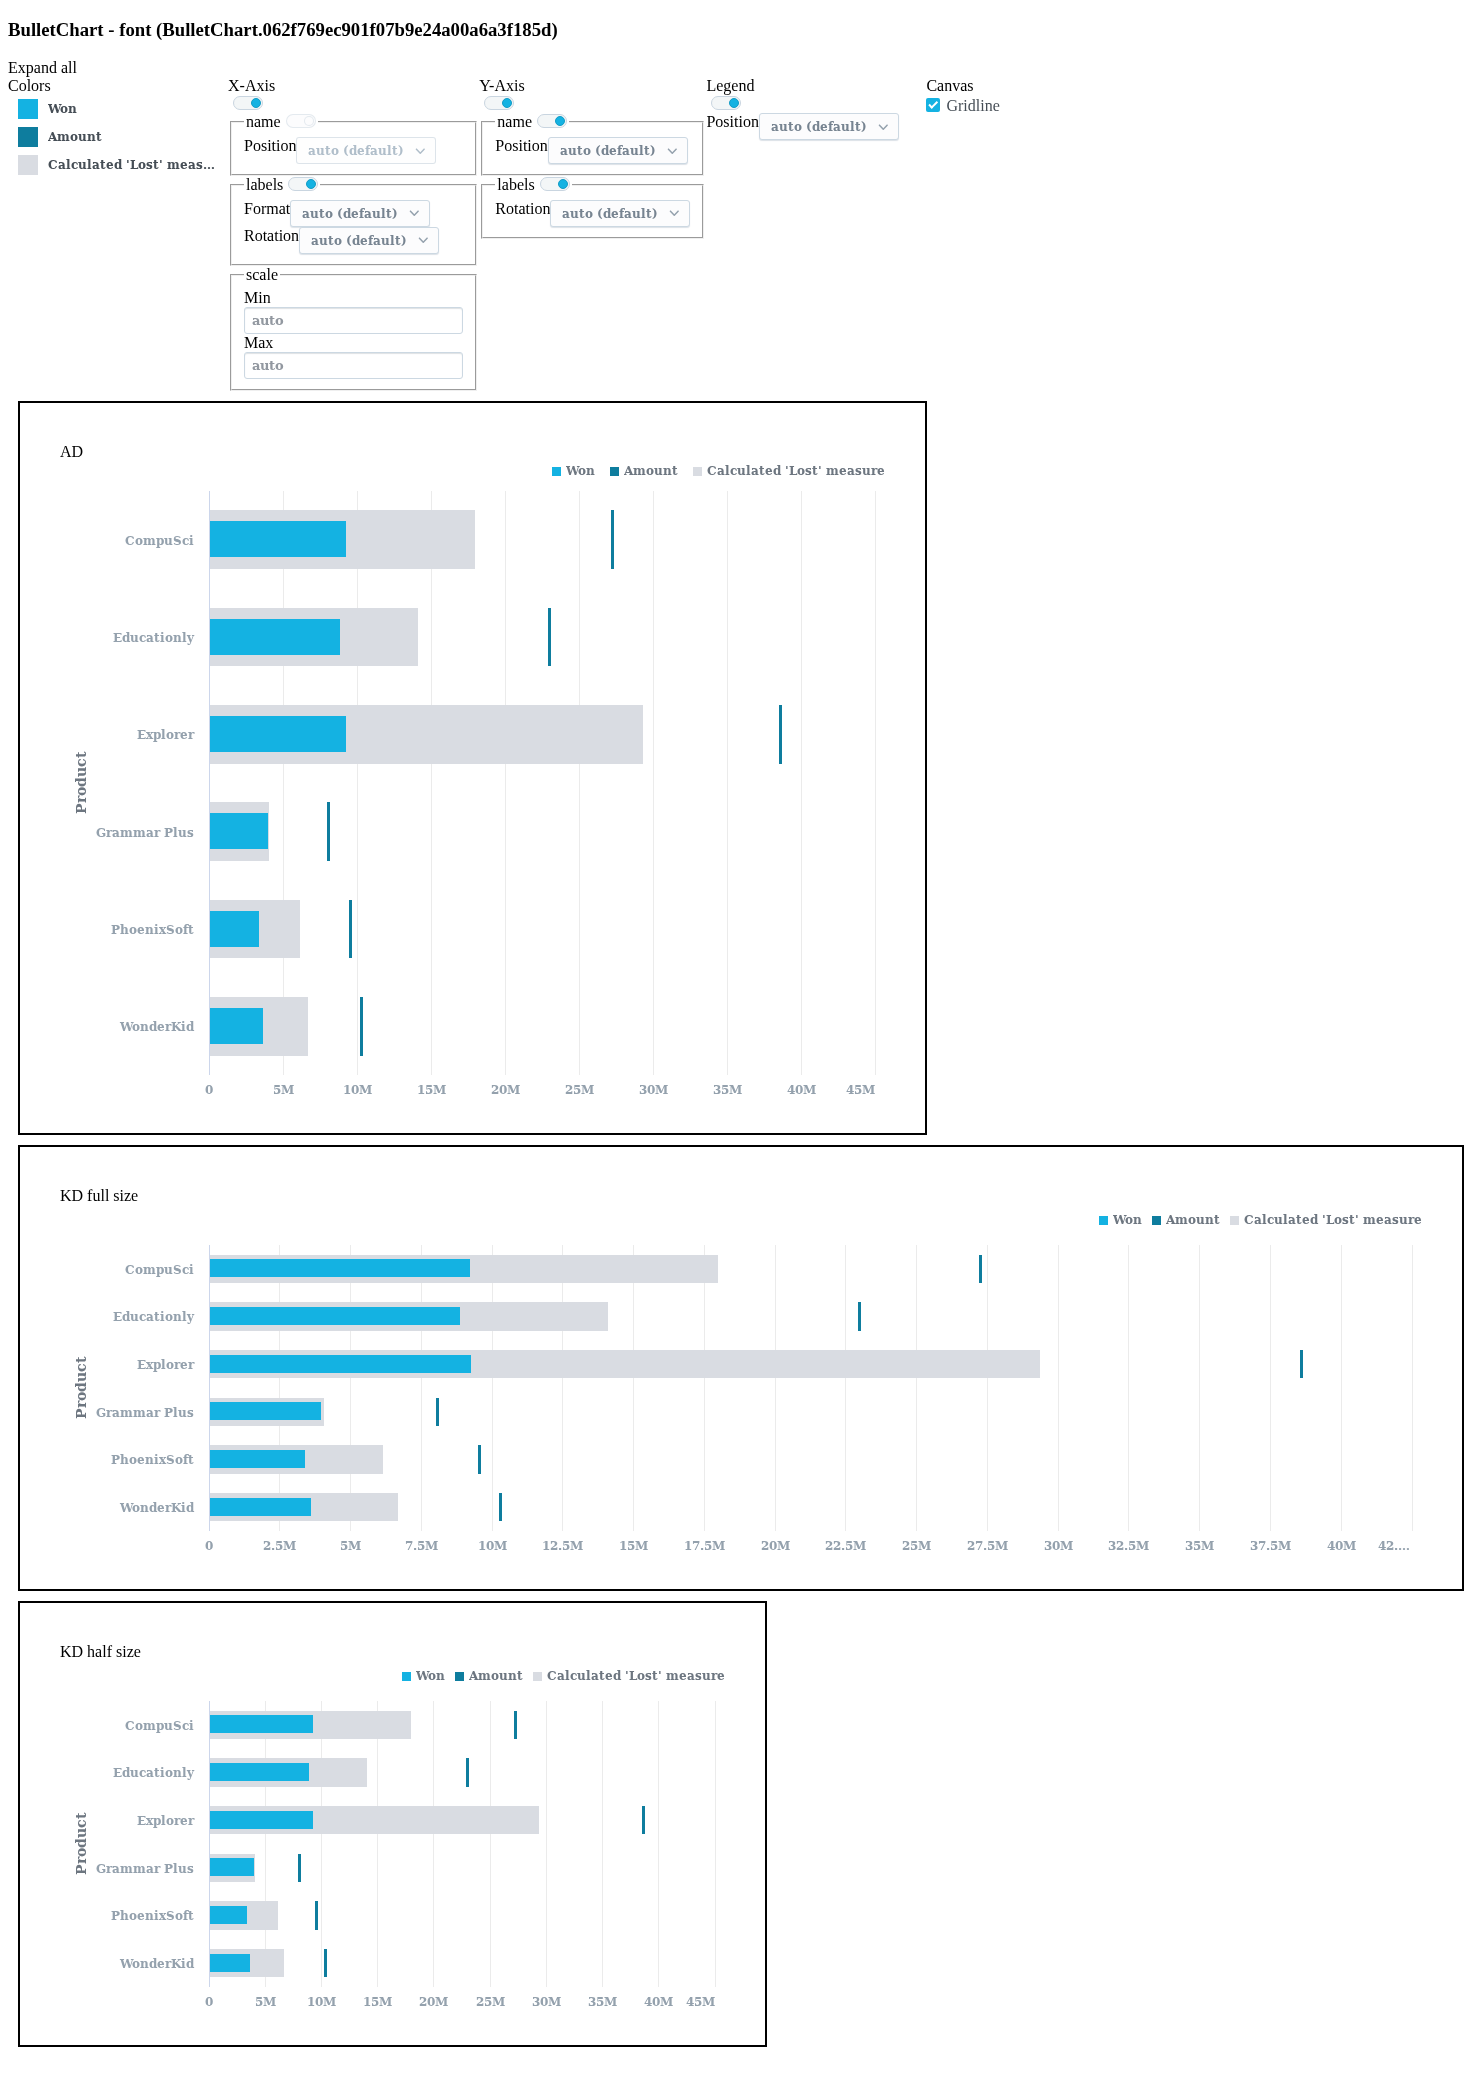 BulletChart - font (BulletChart.062f769ec901f07b9e24a00a6a3f185d)
Expand all
Colors
Won
Amount
Calculated 'Lost' meas...
X-Axis
name
Position auto (default)
labels
Format auto (default)
Rotation auto (default)
scale
Min
auto
Max
auto
Y-Axis
name
Position auto (default)
labels
Rotation auto (default)
Legend
Position auto (default)
Canvas
Gridline
AD
Won Amount Calculated 'Lost' measure
Product
CompuSci
Educationly
Explorer
Grammar Plus
PhoenixSoft
WonderKid
0 5M 10M 15M 20M 25M 30M 35M 40M 45M
KD full size
Won Amount Calculated 'Lost' measure
Product
CompuSci
Educationly
Explorer
Grammar Plus
PhoenixSoft
WonderKid
0 2.5M 5M 7.5M 10M 12.5M 15M 17.5M 20M 22.5M 25M 27.5M 30M 32.5M 35M 37.5M 40M 42....
KD half size
Won Amount Calculated 'Lost' measure
Product
CompuSci
Educationly
Explorer
Grammar Plus
PhoenixSoft
WonderKid
0 5M 10M 15M 20M 25M 30M 35M 40M 45M